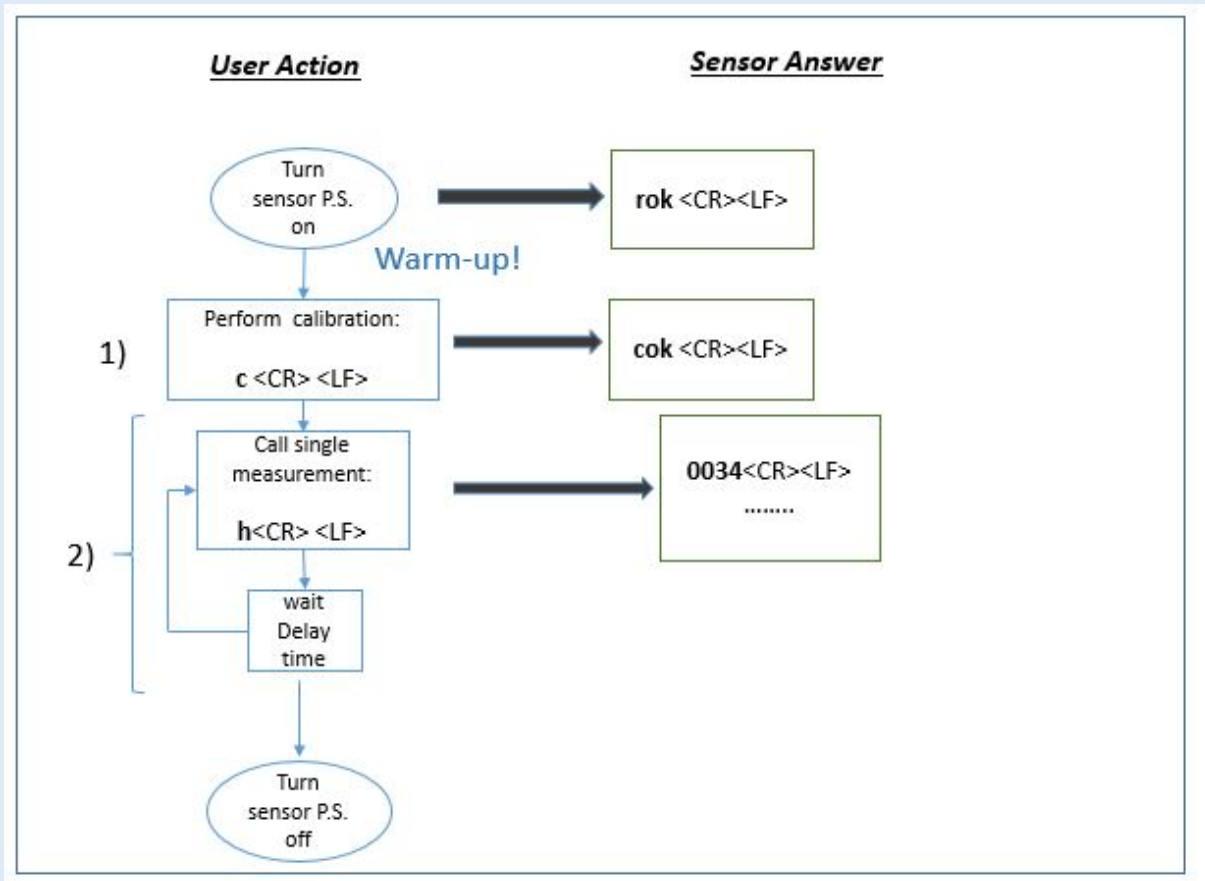 User Action
Sensor Answer
Turn
sensor P.S.
on
rok <CR><LF>
Warm-up!
1)
Perform calibration:
c <CR> <LF>
cok <CR><LF>
2)
Call single
measurement:
h<CR> <LF>
0034<CR><LF>
........
wait
Delay
time
Turn
sensor P.S.
off